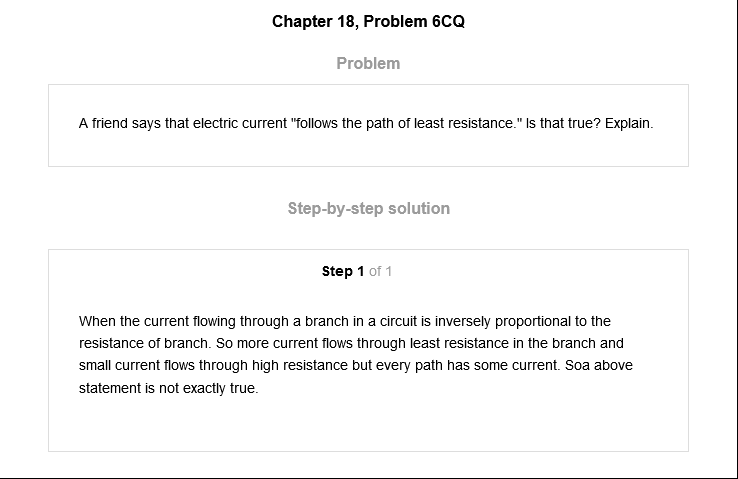 Chapter 18, Problem 6CQ
Problem
A friend says that electric current "follows the path of least resistance." Is that true? Explain.
Step-by-step solution
Step 1 of 1
When the current flowing through a branch in a circuit is inversely proportional to the
resistance of branch. So more current flows through least resistance in the branch and
small current flows through high resistance but every path has some current. Soa above
statement is not exactly true.